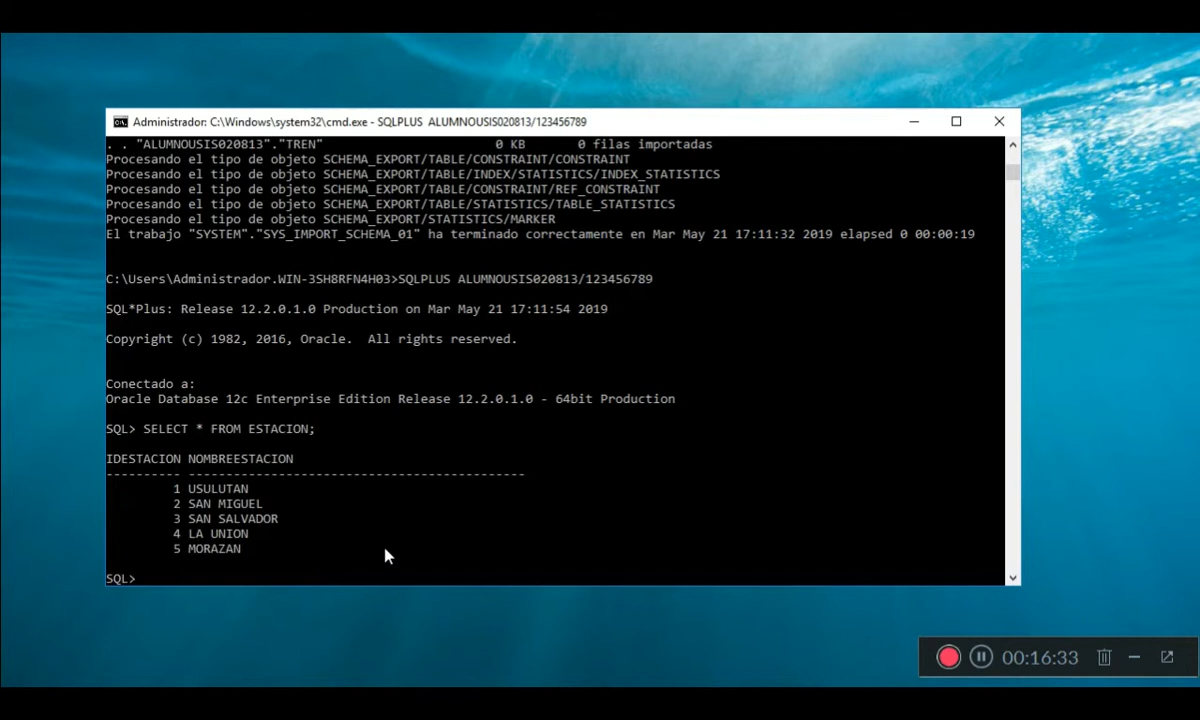 Administrador: C:\Windows\system32\cmd.exe - SQLPLUS ALUMNOUSIS020813/123456789
. . "ALUMNOUSIS020813"."TREN" 0 KB 0 filas importadas
Procesando el tipo de objeto SCHEMA_EXPORT/TABLE/CONSTRAINT/CONSTRAINT
Procesando el tipo de objeto SCHEMA_EXPORT/TABLE/INDEX/STATISTICS/INDEX_STATISTICS
Procesando el tipo de objeto SCHEMA_EXPORT/TABLE/CONSTRAINT/REF_CONSTRAINT
Procesando el tipo de objeto SCHEMA_EXPORT/TABLE/STATISTICS/TABLE_STATISTICS
Procesando el tipo de objeto SCHEMA_EXPORT/STATISTICS/MARKER
El trabajo "SYSTEM"."SYS_IMPORT_SCHEMA_01" ha terminado correctamente en Mar May 21 17:11:32 2019 elapsed 0 00:00:19
C:\Users\Administrador.WIN-3SH8RFN4H03>SQLPLUS ALUMNOUSIS020813/123456789
SQL*Plus: Release 12.2.0.1.0 Production on Mar May 21 17:11:54 2019
Copyright (c) 1982, 2016, Oracle. All rights reserved.
Conectado a:
Oracle Database 12c Enterprise Edition Release 12.2.0.1.0 - 64bit Production
SQL> SELECT * FROM ESTACION;
IDESTACION NOMBREESTACION
---------- ---------------------------------------------
1 USULUTAN
2 SAN MIGUEL
3 SAN SALVADOR
4 LA UNION
5 MORAZAN
SQL>
00:16:33